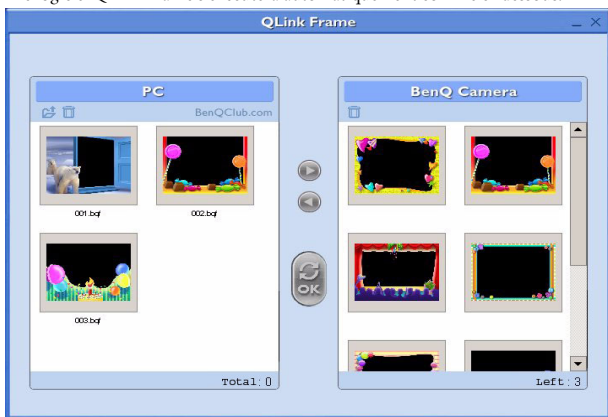 QLink Frame
PC
BenQ Camera
BenQClub.com
001.bqf
002.bqf
003.bqf
OK
Total: 0
Left: 3